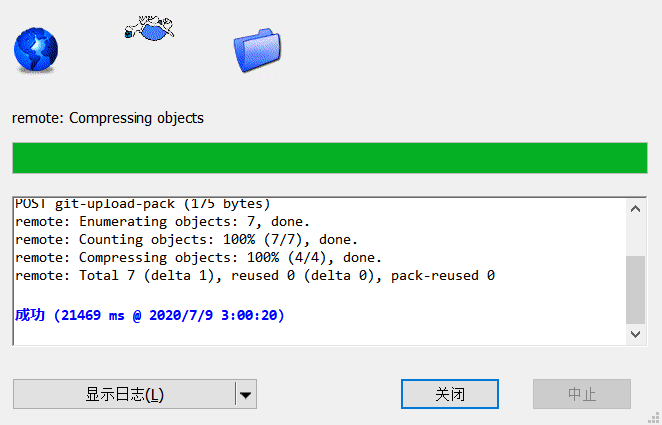 remote: Compressing objects
POST git-upload-pack (175 bytes)
remote: Enumerating objects: 7, done.
remote: Counting objects: 100% (7/7), done.
remote: Compressing objects: 100% (4/4), done.
remote: Total 7 (delta 1), reused 0 (delta 0), pack-reused 0
成功 (21469 ms @ 2020/7/9 3:00:20)
显示日志(L)
关闭
中止